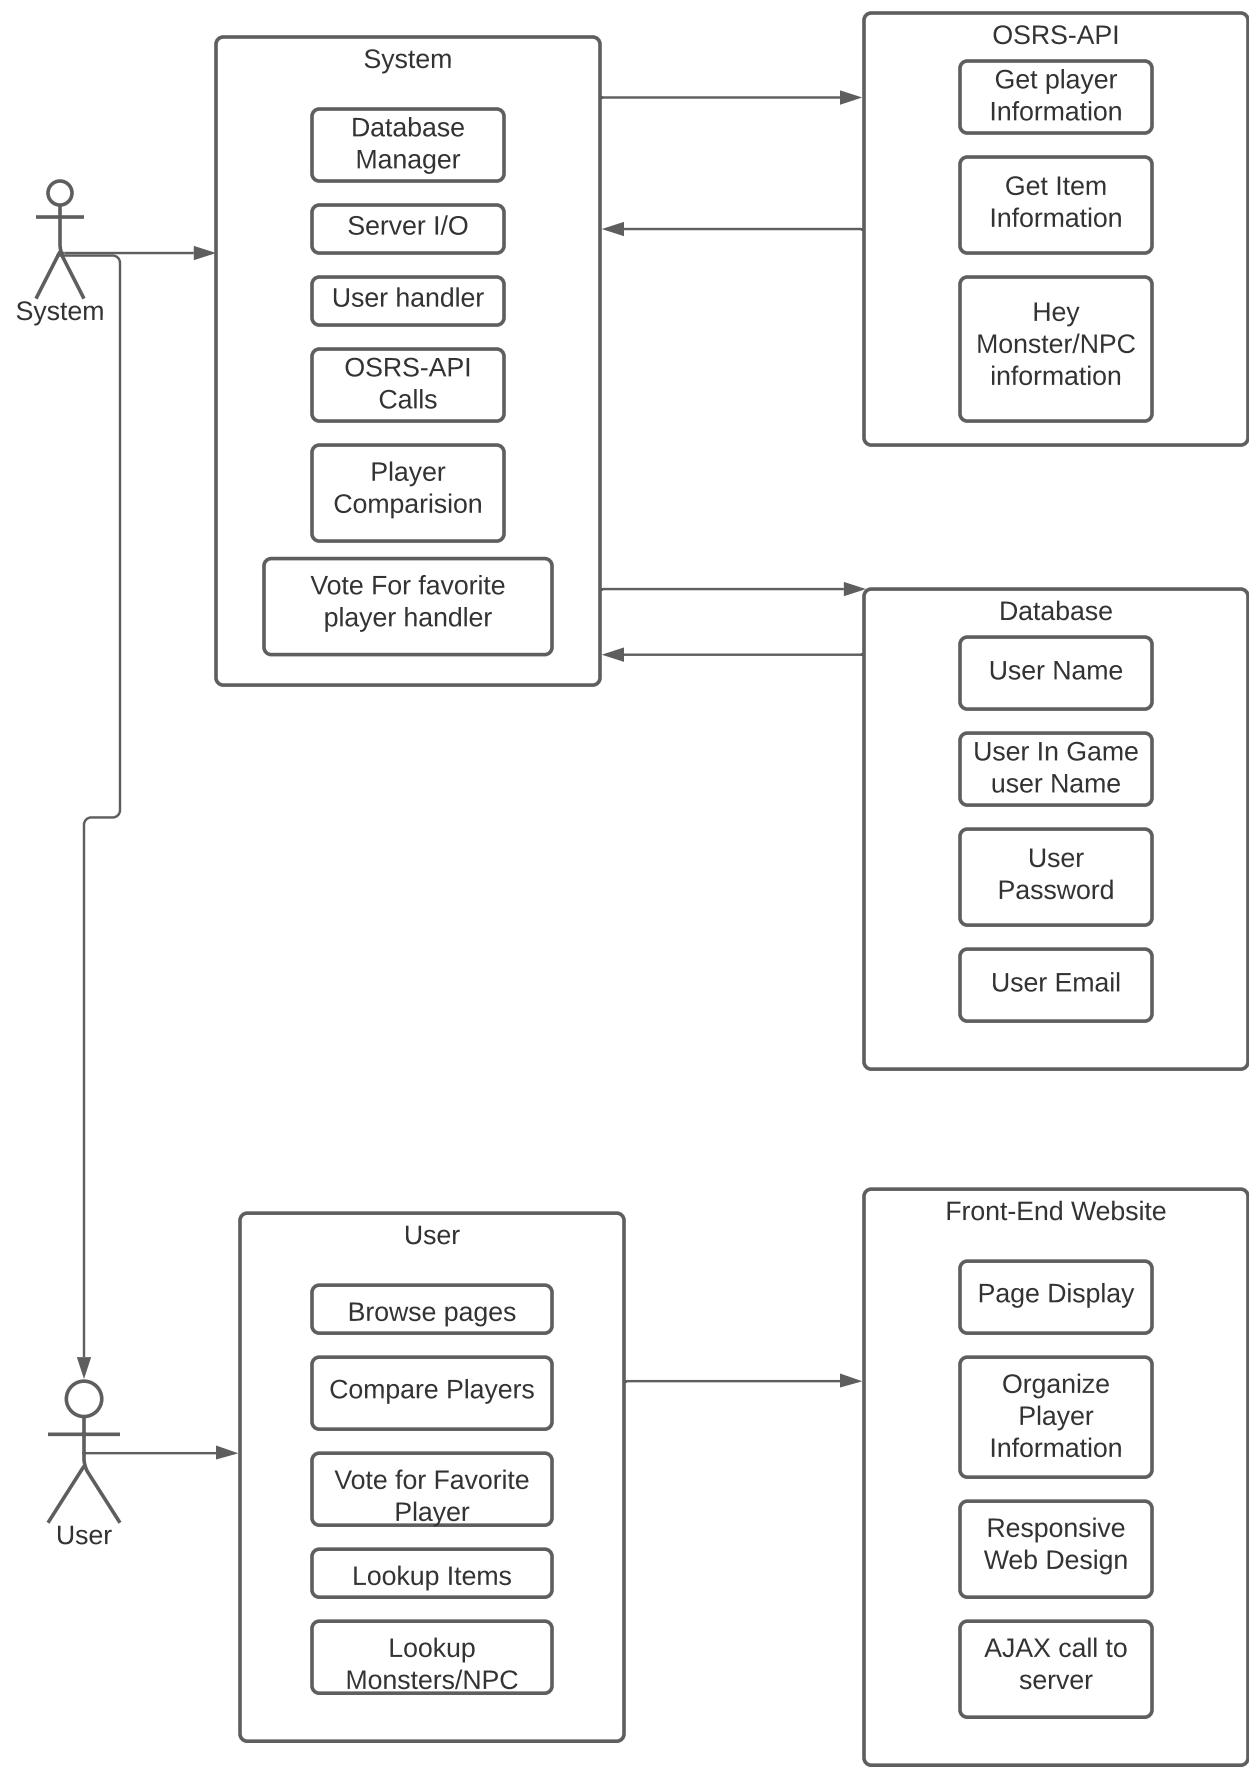 System
System
Database
Manager
Server I/O
User handler
OSRS-API
Calls
Player
Comparision
Vote For favorite
player handler
OSRS-API
Get player
Information
Get Item
Information
Hey
Monster/NPC
information
Database
User Name
User In Game
user Name
User
Password
User Email
User
User
Browse pages
Compare Players
Vote for Favorite
Player
Lookup Items
Lookup
Monsters/NPC
Front-End Website
Page Display
Organize
Player
Information
Responsive
Web Design
AJAX call to
server